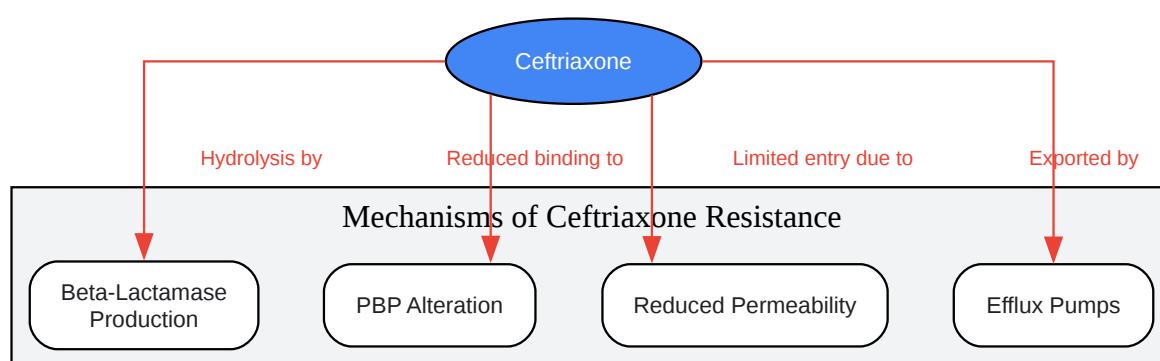 Ceftriaxone
Hydrolysis by
Reduced binding to
Limited entry due to
Exported by
Mechanisms of Ceftriaxone Resistance
Beta-Lactamase
Production
PBP Alteration
Reduced Permeability
Efflux Pumps